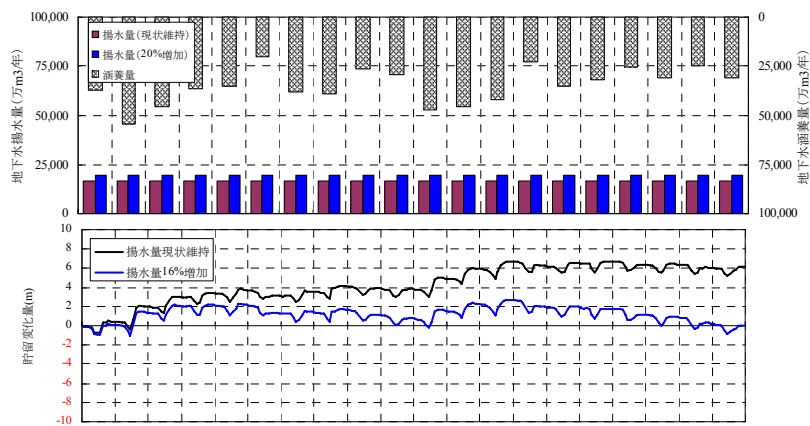 100,000
75,000
50,000
25,000
0
地下水揚水量(万m3/年)
揚水量(現状維持)
揚水量(20%増加)
涵養量
0
25,000
50,000
75,000
100,000
地下水涵養量(万m3/年)
10
8
6
4
2
0
-2
-4
-6
-8
-10
貯留変化量(m)
揚水量現状維持
揚水量16%増加